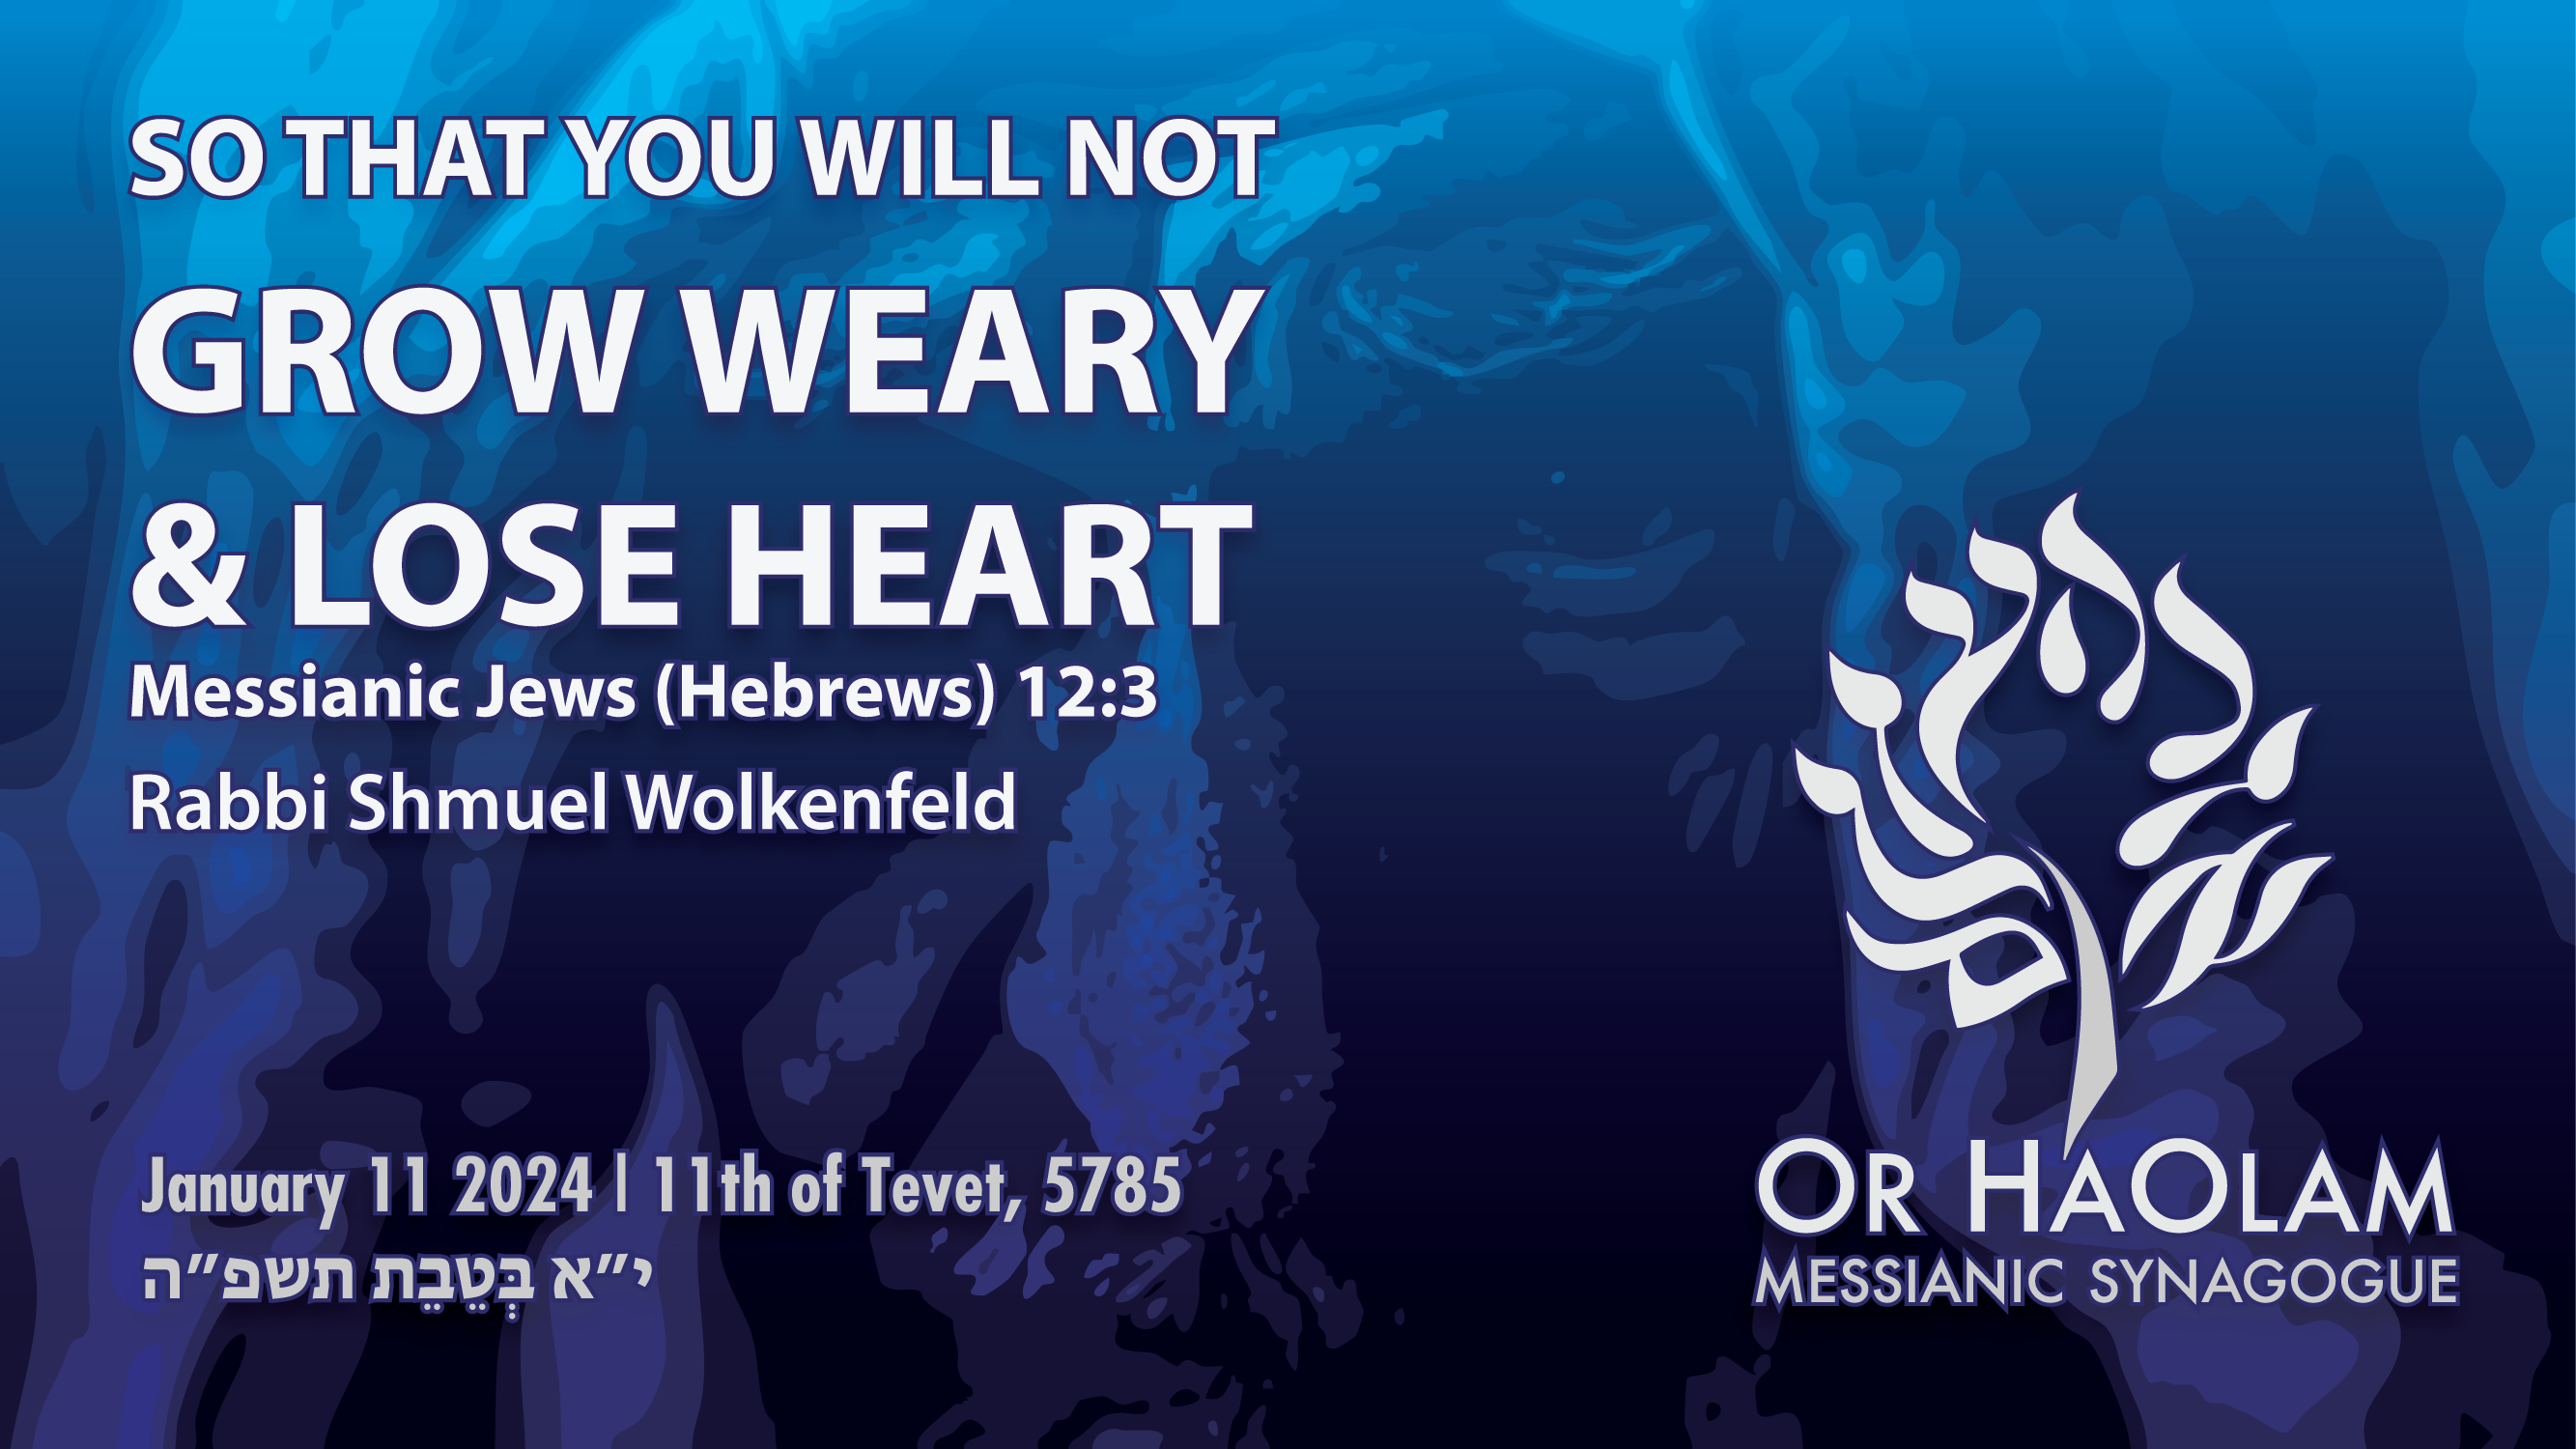 SO THAT YOU WILL NOT
GROW WEARY
& LOSE HEART
Messianic Jews (Hebrews) 12:3
Rabbi Shmuel Wolkenfeld
January 11 2024 | 11th of Tevet, 5785
י״א בְּטֵבֵת תשפ״ה
OR HAOLAM
MESSIANIC SYNAGOGUE